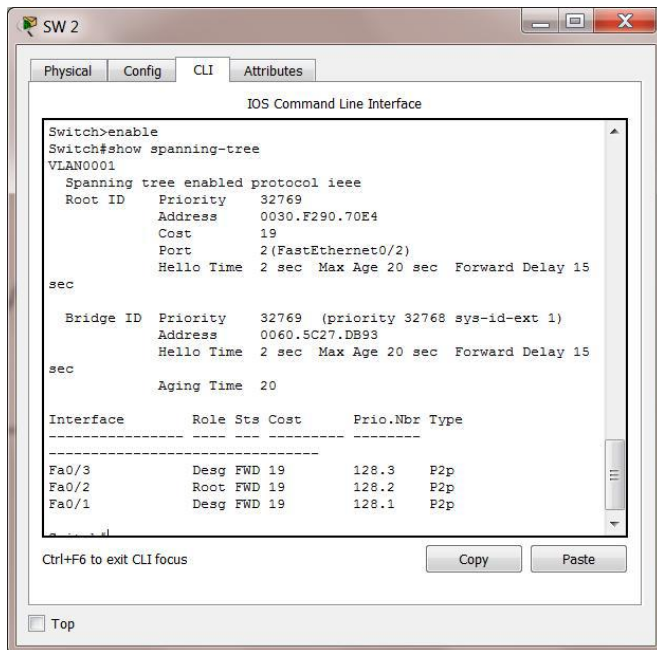 SW 2
Physical Config CLI Attributes
IOS Command Line Interface
Switch>enable
Switch#show spanning-tree
VLAN0001
  Spanning tree enabled protocol ieee
  Root ID    Priority    32769
             Address     0030.F290.70E4
             Cost        19
             Port        2(FastEthernet0/2)
             Hello Time  2 sec  Max Age 20 sec  Forward Delay 15
sec

  Bridge ID  Priority    32769  (priority 32768 sys-id-ext 1)
             Address     0060.5C27.DB93
             Hello Time  2 sec  Max Age 20 sec  Forward Delay 15
sec
             Aging Time  20

Interface        Role Sts Cost      Prio.Nbr Type
---------------- ---- --- --------- --------
--------------------------------
Fa0/3            Desg FWD 19        128.3    P2p
Fa0/2            Root FWD 19        128.2    P2p
Fa0/1            Desg FWD 19        128.1    P2p
Ctrl+F6 to exit CLI focus
Copy Paste
Top